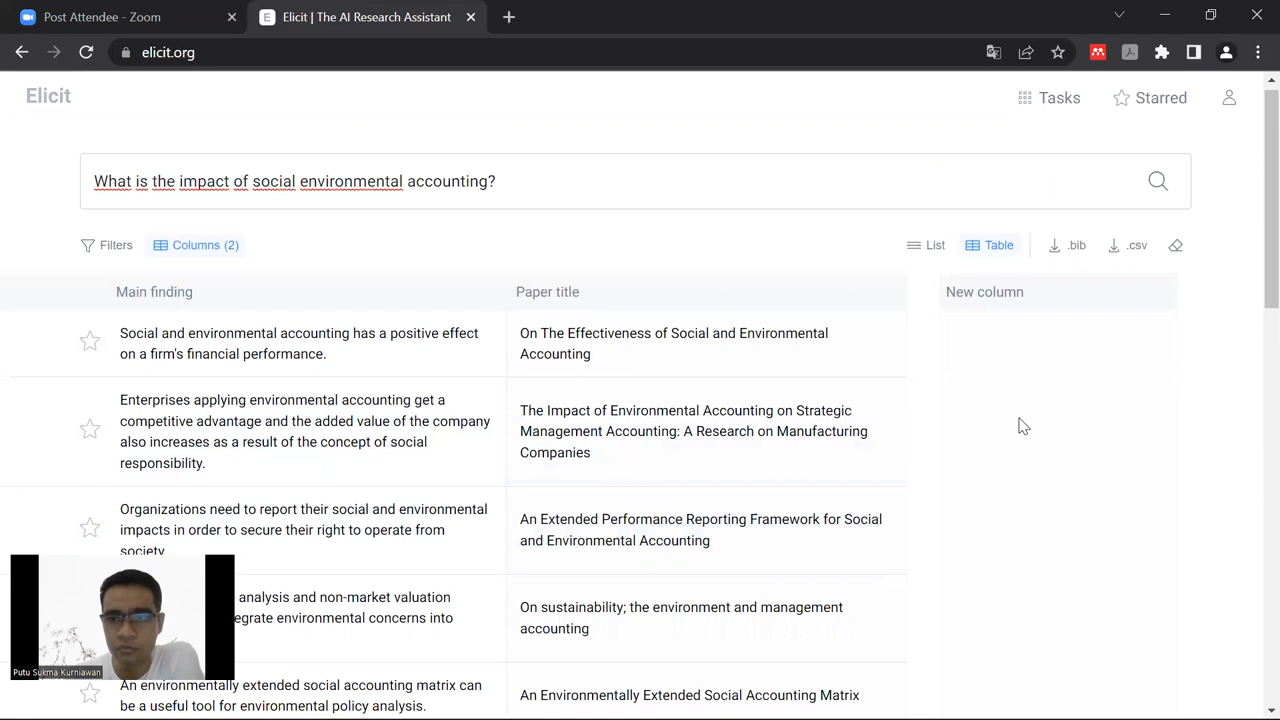 Post Attendee - Zoom
Elicit | The AI Research Assistant
elicit.org
Elicit
Tasks
Starred
What is the impact of social environmental accounting?
Filters
Columns (2)
List
Table
.bib
.csv
Main finding
Paper title
New column
Social and environmental accounting has a positive effect
on a firm's financial performance.
On The Effectiveness of Social and Environmental
Accounting
Enterprises applying environmental accounting get a
competitive advantage and the added value of the company
also increases as a result of the concept of social
responsibility.
The Impact of Environmental Accounting on Strategic
Management Accounting: A Research on Manufacturing
Companies
Organizations need to report their social and environmental
impacts in order to secure their right to operate from
society.
An Extended Performance Reporting Framework for Social
and Environmental Accounting
analysis and non-market valuation
egrate environmental concerns into
On sustainability; the environment and management
accounting
An environmentally extended social accounting matrix can
be a useful tool for environmental policy analysis.
An Environmentally Extended Social Accounting Matrix
Putu Sukma Kurniawan